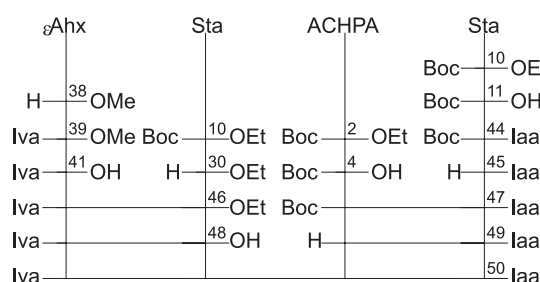 εAhx Sta ACHPA Sta
Boc 10 OE
H 38 OMe Boc 11 OH
Iva 39 OMe Boc 10 OEt Boc 2 OEt Boc 44 Iaa
Iva 41 OH H 30 OEt Boc 4 OH H 45 Iaa
Iva 46 OEt Boc 47 Iaa
Iva 48 OH H 49 Iaa
Iva 50 Iaa